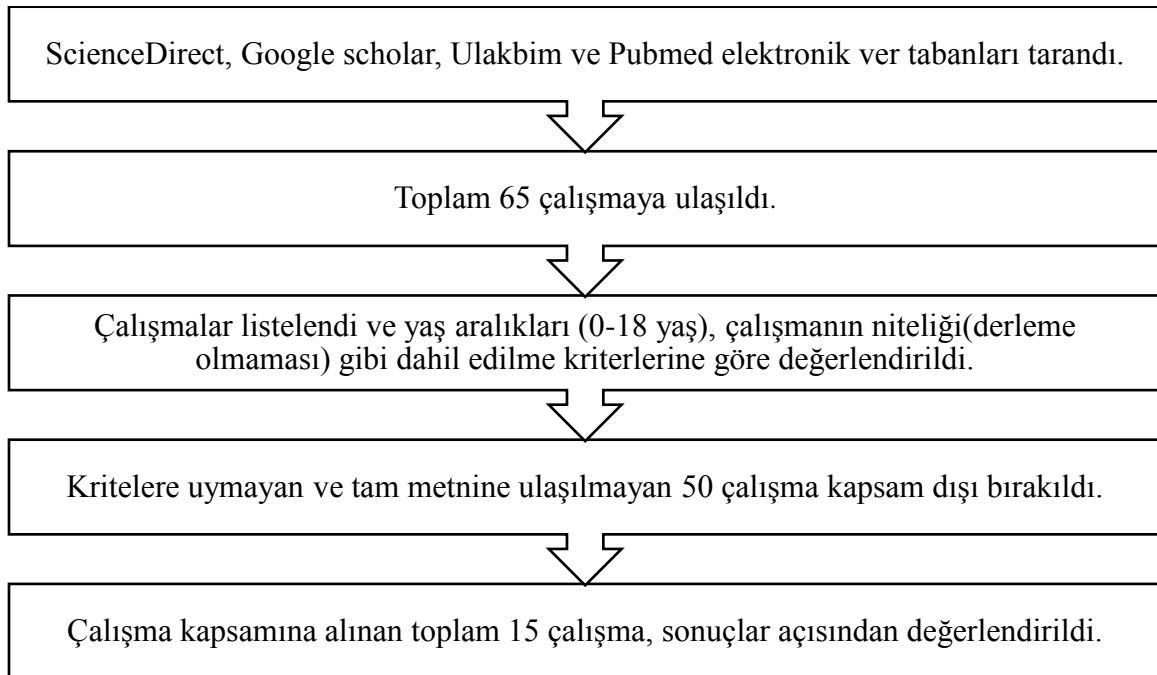 ScienceDirect, Google scholar, Ulakbim ve Pubmed elektronik ver tabanları tarandı.
Toplam 65 çalışmaya ulaşıldı.
Çalışmalar listelendi ve yaş aralıkları (0-18 yaş), çalışmanın niteliği(derleme
olmaması) gibi dahil edilme kriterlerine göre değerlendirildi.
Kritelere uymayan ve tam metnine ulaşılmayan 50 çalışma kapsam dışı bırakıldı.
Çalışma kapsamına alınan toplam 15 çalışma, sonuçlar açısından değerlendirildi.